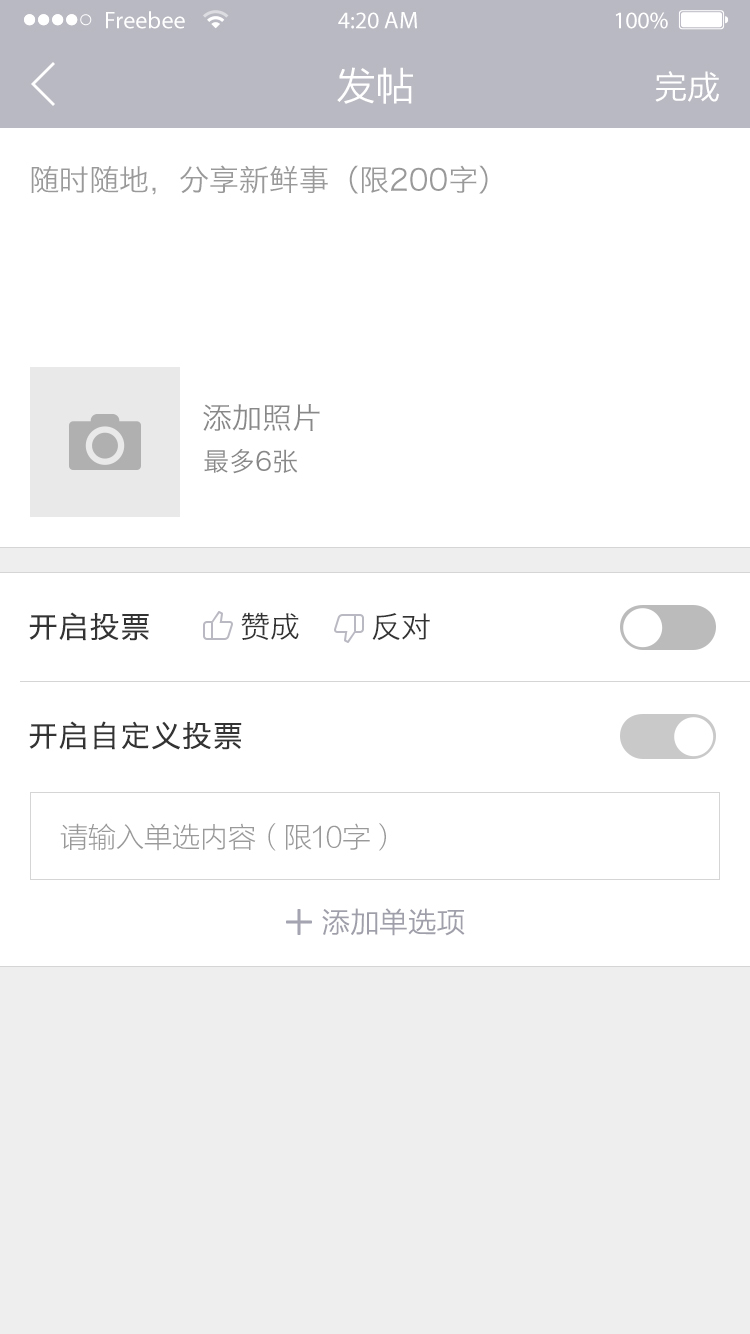 Freebee 4:20 AM 100%
发帖 完成
随时随地，分享新鲜事（限200字）
添加照片
最多6张
开启投票 赞成 反对
开启自定义投票
请输入单选内容（限10字）
添加单选项